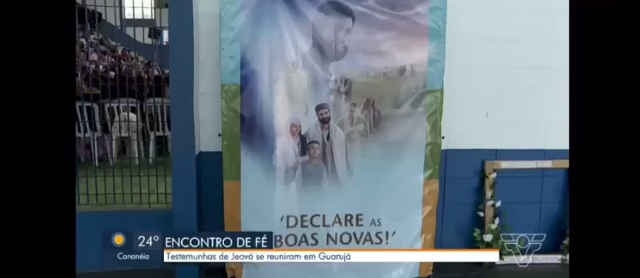 'DECLARE AS
BOAS NOVAS!'
24° ENCONTRO DE FÉ
Cananéia Testemunhas de Jeová se reuniram em Guarujá